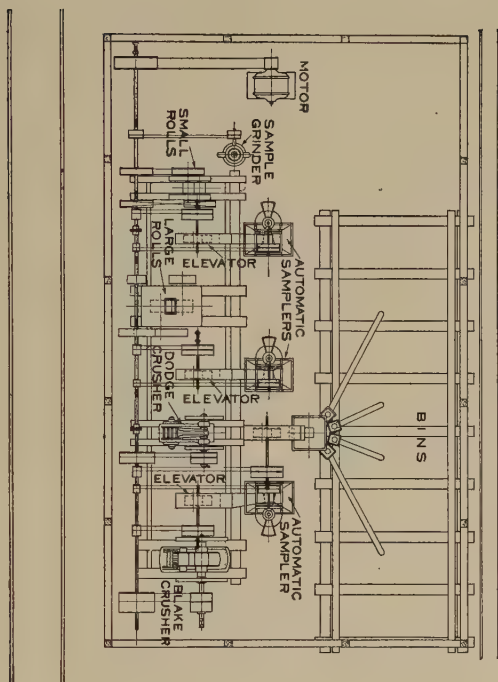 MOTOR
SAMPLE
GRINDER
SMALL
ROLLS
LARGE
ROLLS
ELEVATOR
AUTOMATIC
SAMPLERS
ELEVATOR
DODGE
CRUSHER
BINS
ELEVATOR
AUTOMATIC
SAMPLER
BLAKE
CRUSHER